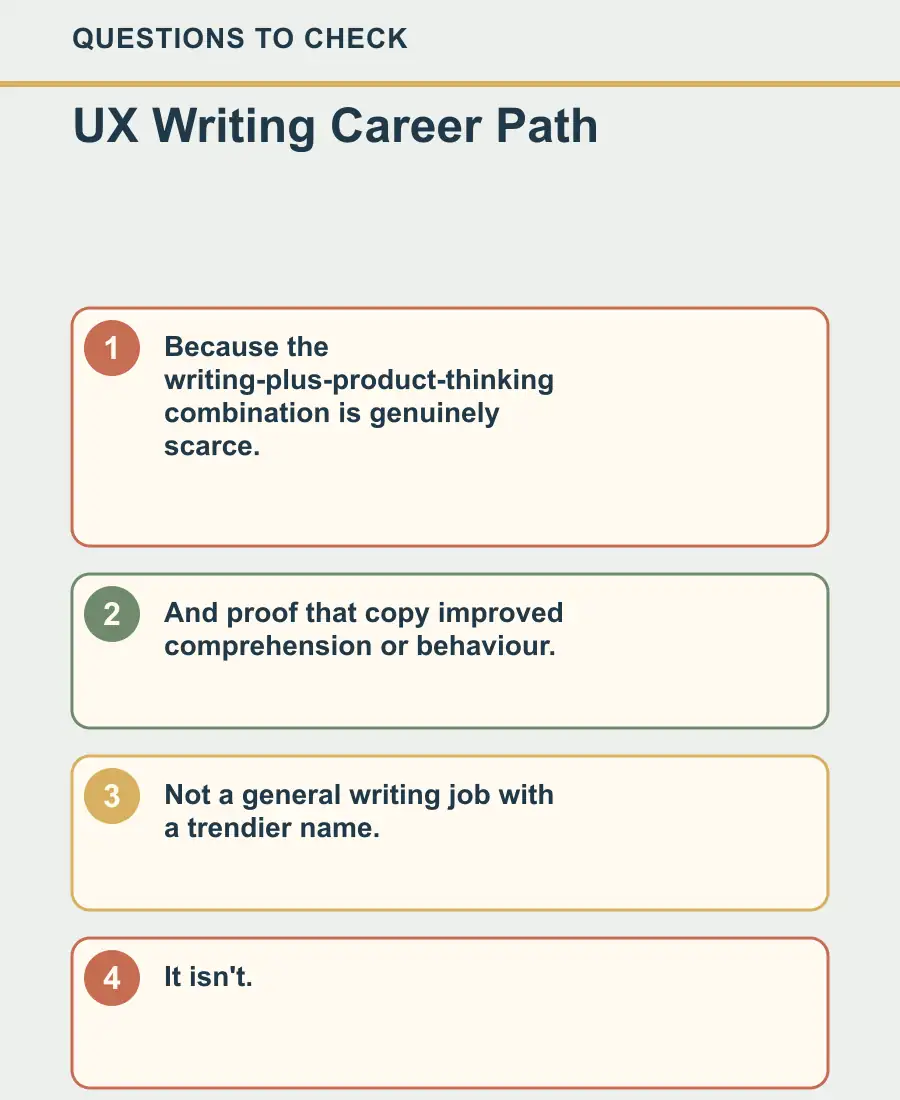 QUESTIONS TO CHECK
UX Writing Career Path
1
Because the
writing-plus-product-thinking
combination is genuinely
scarce.
2
And proof that copy improved
comprehension or behaviour.
3
Not a general writing job with
a trendier name.
4
It isn't.